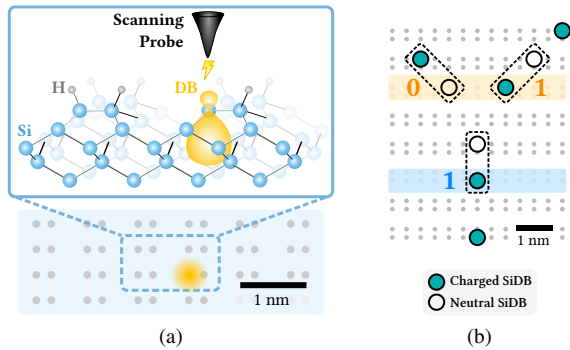 Scanning
Probe
H
DB
Si
1 nm
(a)
0
1
1
1 nm
Charged SiDB
Neutral SiDB
(b)